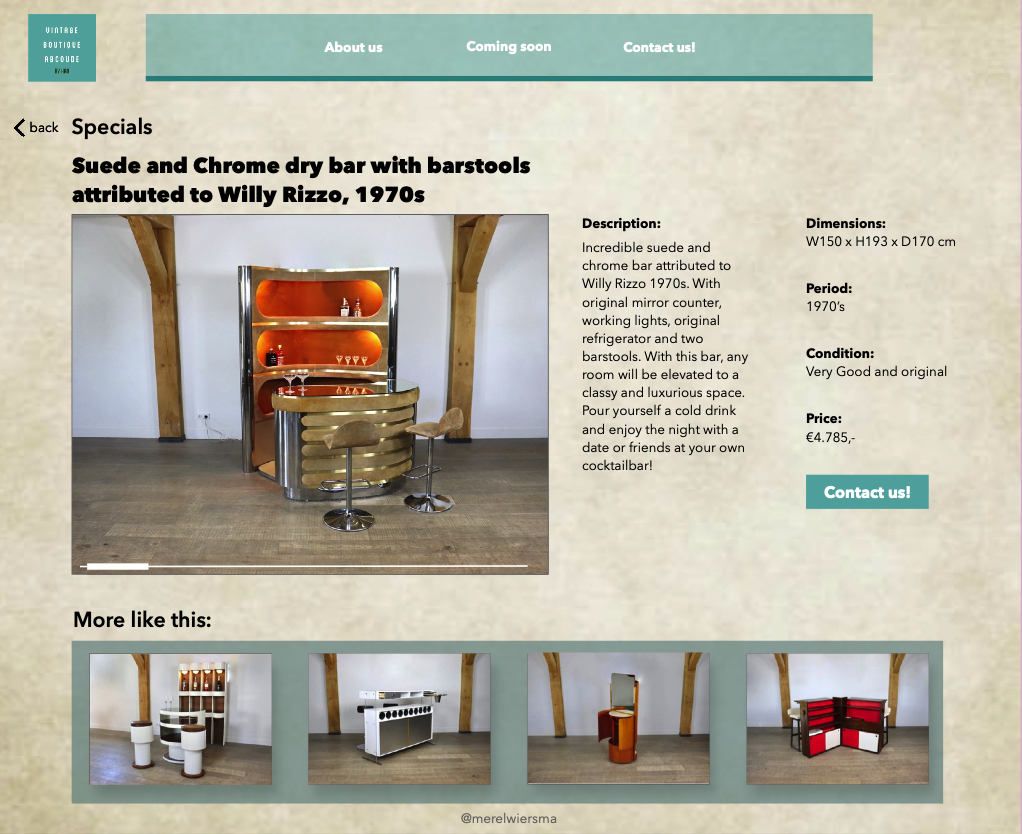 VINTAGE
BOUTIQUE
ABCOUDE
About us
Coming soon
Contact us!
back
Specials
Suede and Chrome dry bar with barstools
attributed to Willy Rizzo, 1970s
Description:
Incredible suede and
chrome bar attributed to
Willy Rizzo 1970s. With
original mirror counter,
working lights, original
refrigerator and two
barstools. With this bar, any
room will be elevated to a
classy and luxurious space.
Pour yourself a cold drink
and enjoy the night with a
date or friends at your own
cocktailbar!
Dimensions:
W150 x H193 x D170 cm
Period:
1970's
Condition:
Very Good and original
Price:
€4.785,-
Contact us!
More like this:
@merelwiersma